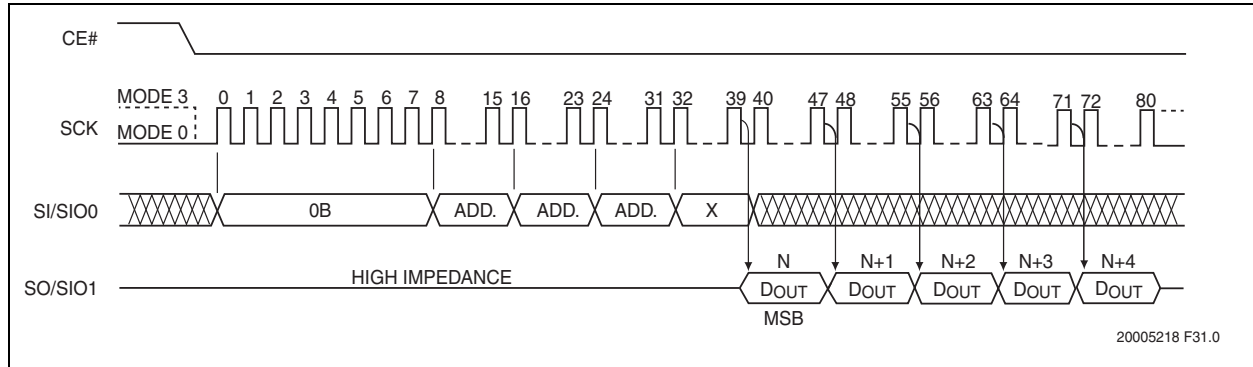 CE#
MODE 3
0 1 2 3 4 5 6 7 8 15 16 23 24 31 32 39 40 47 48 55 56 63 64 71 72 80
SCK
MODE 0
SI/SIO0
0B
ADD.
ADD.
ADD.
X
N N+1 N+2 N+3 N+4
SO/SIO1
HIGH IMPEDANCE
DOUT DOUT DOUT DOUT DOUT
MSB
20005218 F31.0